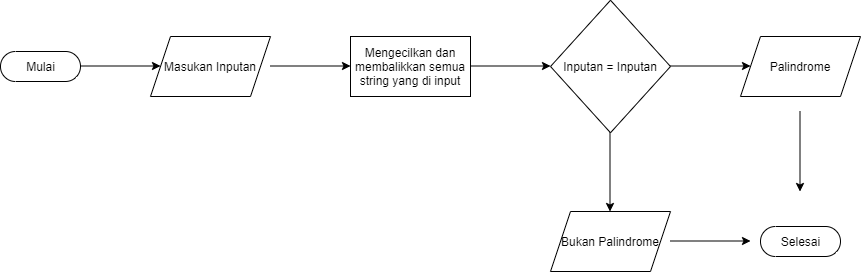 Mulai
Masukan Inputan
Mengecilkan dan
membalikkan semua
string yang di input
Inputan = Inputan
Palindrome
Bukan Palindrome
Selesai